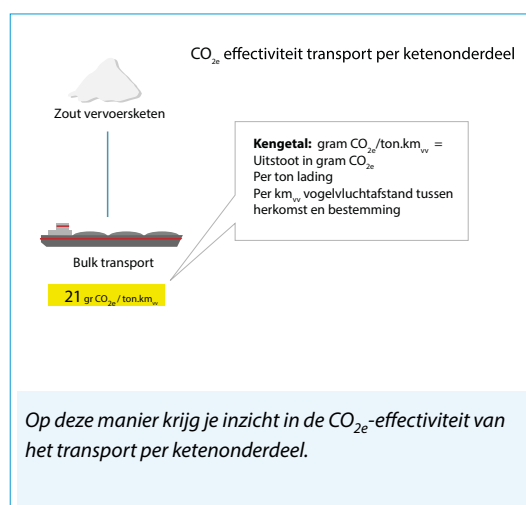 CO2e effectiviteit transport per ketenonderdeel
Zout vervoersketen
Kengetal: gram CO2e/ton.kmvv =
Uitstoot in gram CO2e
Per ton lading
Per kmvv vogelvluchtafstand tussen
herkomst en bestemming
Bulk transport
21 gr CO2e/ton.kmvv
Op deze manier krijg je inzicht in de CO2e-effectiviteit van
het transport per ketenonderdeel.